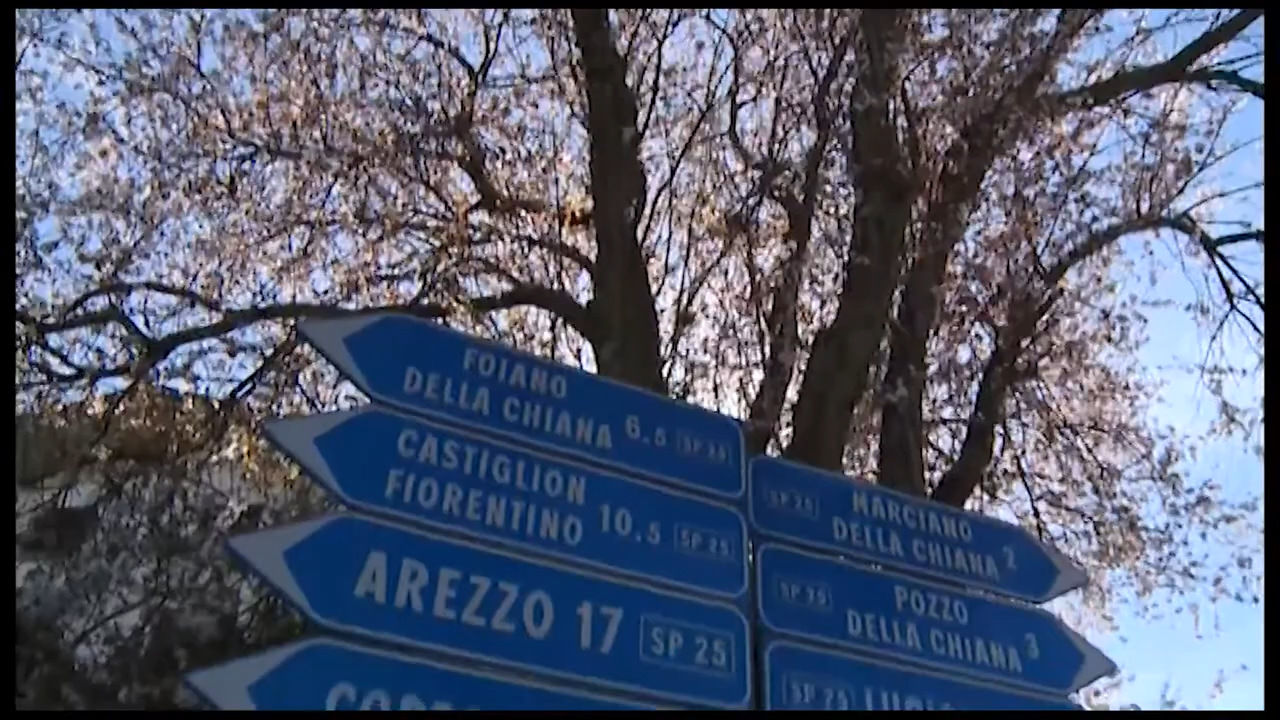 FOIANO
DELLA CHIANA 6.5 SP 25
CASTIGLION
FIORENTINO 10.5 SP 25
AREZZO 17 SP 25
SP 25 MARCIANO
DELLA CHIANA 2
SP 25 POZZO
DELLA CHIANA 3
SP 25